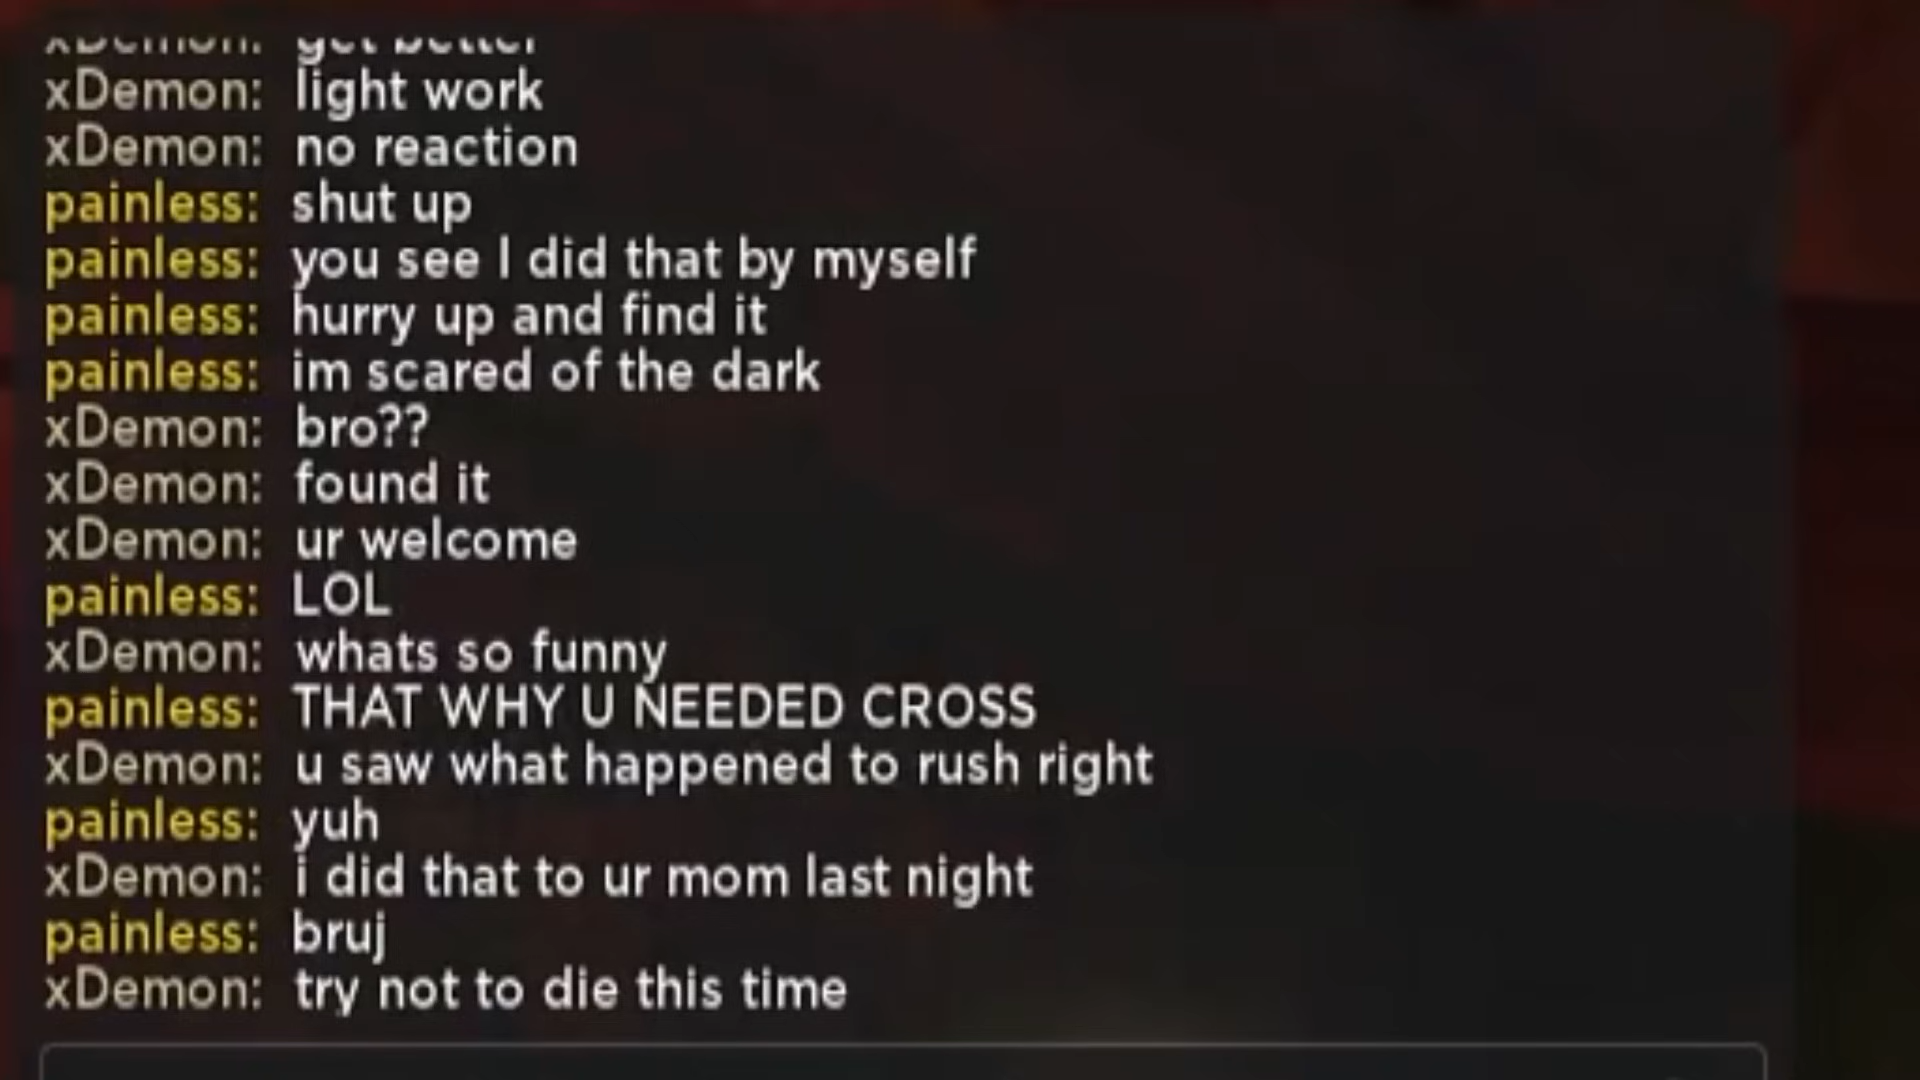 xDemon: get better
xDemon: light work
xDemon: no reaction
painless: shut up
painless: you see I did that by myself
painless: hurry up and find it
painless: im scared of the dark
xDemon: bro??
xDemon: found it
xDemon: ur welcome
painless: LOL
xDemon: whats so funny
painless: THAT WHY U NEEDED CROSS
xDemon: u saw what happened to rush right
painless: yuh
xDemon: i did that to ur mom last night
painless: bruj
xDemon: try not to die this time